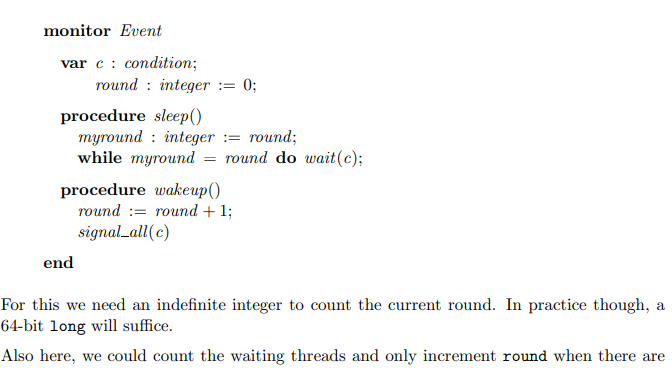 monitor Event
var c : condition;
round : integer := 0;
procedure sleep()
myround : integer := round;
while myround = round do wait(c);
procedure wakeup()
round := round + 1;
signal_all(c)
end
For this we need an indefinite integer to count the current round. In practice though, a
64-bit long will suffice.
Also here, we could count the waiting threads and only increment round when there are